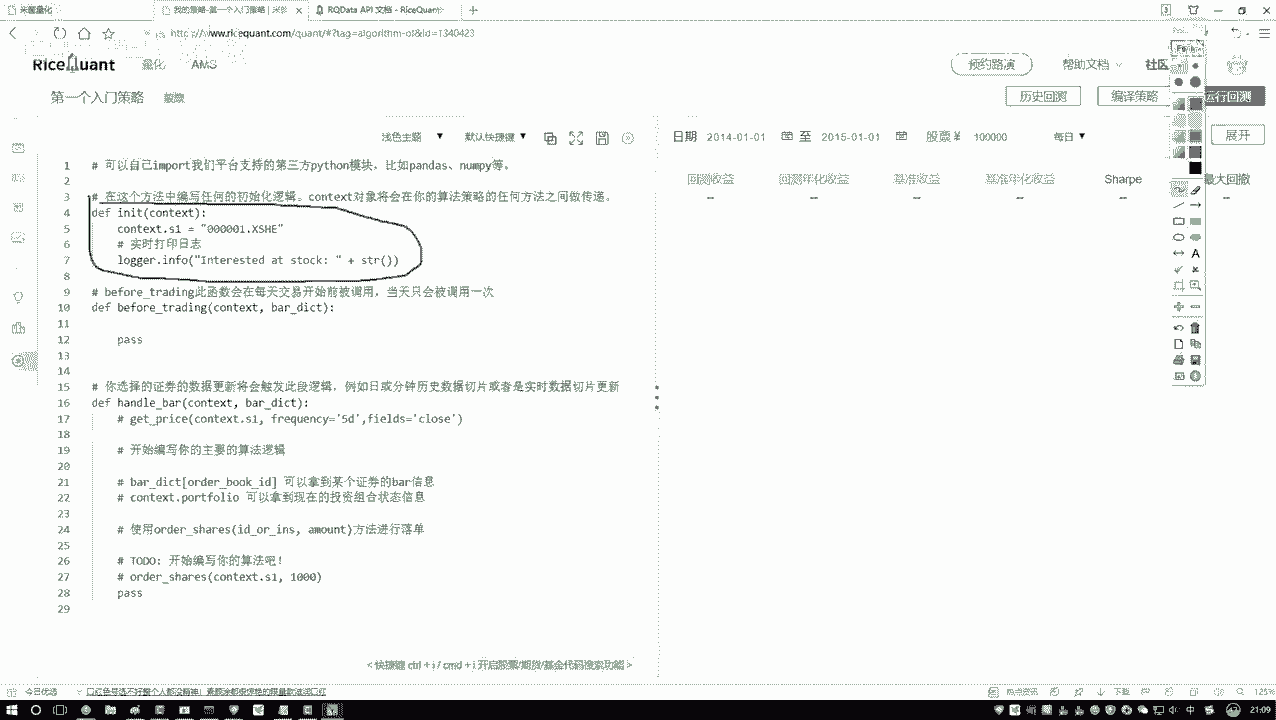 米筐量化
我的策略-第一个入门策略 | 米筐
RQData API 文档 - RiceQuant
https://www.ricequant.com/quant/#?tag=algorithm-of&id=1340423
RiceQuant
量化
AMS
预约路演
帮助文档
社区
第一个入门策略
历史回测
编译策略
运行回测
浅色主题
默认快捷键
日期 2014-01-01 至 2015-01-01 股票 ¥ 100000 每日
展开
回测收益 回测年化收益 基准收益 基准年化收益 Sharpe 最大回撤
-- -- -- -- -- --
1 # 可以自己import我们平台支持的第三方python模块，比如pandas、numpy等。
2
3 # 在这个方法中编写任何的初始化逻辑。context对象将会在你的算法策略的任何方法之间做传递。
4 def init(context):
5 context.s1 = "000001.XSHE"
6 # 实时打印日志
7 logger.info("Interested at stock: " + str())
8
9 # before_trading此函数会在每天交易开始前被调用，当天只会被调用一次
10 def before_trading(context, bar_dict):
11
12 pass
13
14
15 # 你选择的证券的数据更新将会触发此段逻辑，例如日或分钟历史数据切片或者是实时数据切片更新
16 def handle_bar(context, bar_dict):
17 # get_price(context.s1, frequency='5d',fields='close')
18
19 # 开始编写你的主要的算法逻辑
20
21 # bar_dict[order_book_id] 可以拿到某个证券的bar信息
22 # context.portfolio 可以拿到现在的投资组合状态信息
23
24 # 使用order_shares(id_or_ins, amount)方法进行落单
25
26 # TODO: 开始编写你的算法吧！
27 # order_shares(context.s1, 1000)
28 pass
29
<快捷键 ctrl + i / cmd + i 开启股票/期货/基金代码搜索功能>
今日优选
热点资讯
下载
125%
中
21:09